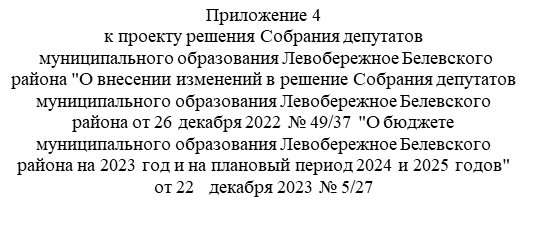 Приложение 4
к проекту решения Собрания депутатов
муниципального образования Левобережное Белевского
района "О внесении изменений в решение Собрания депутатов
муниципального образования Левобережное Белевского
района от 26 декабря 2022 № 49/37 "О бюджете
муниципального образования Левобережное Белевского
района на 2023 год и на плановый период 2024 и 2025 годов"
от 22 декабря 2023 № 5/27